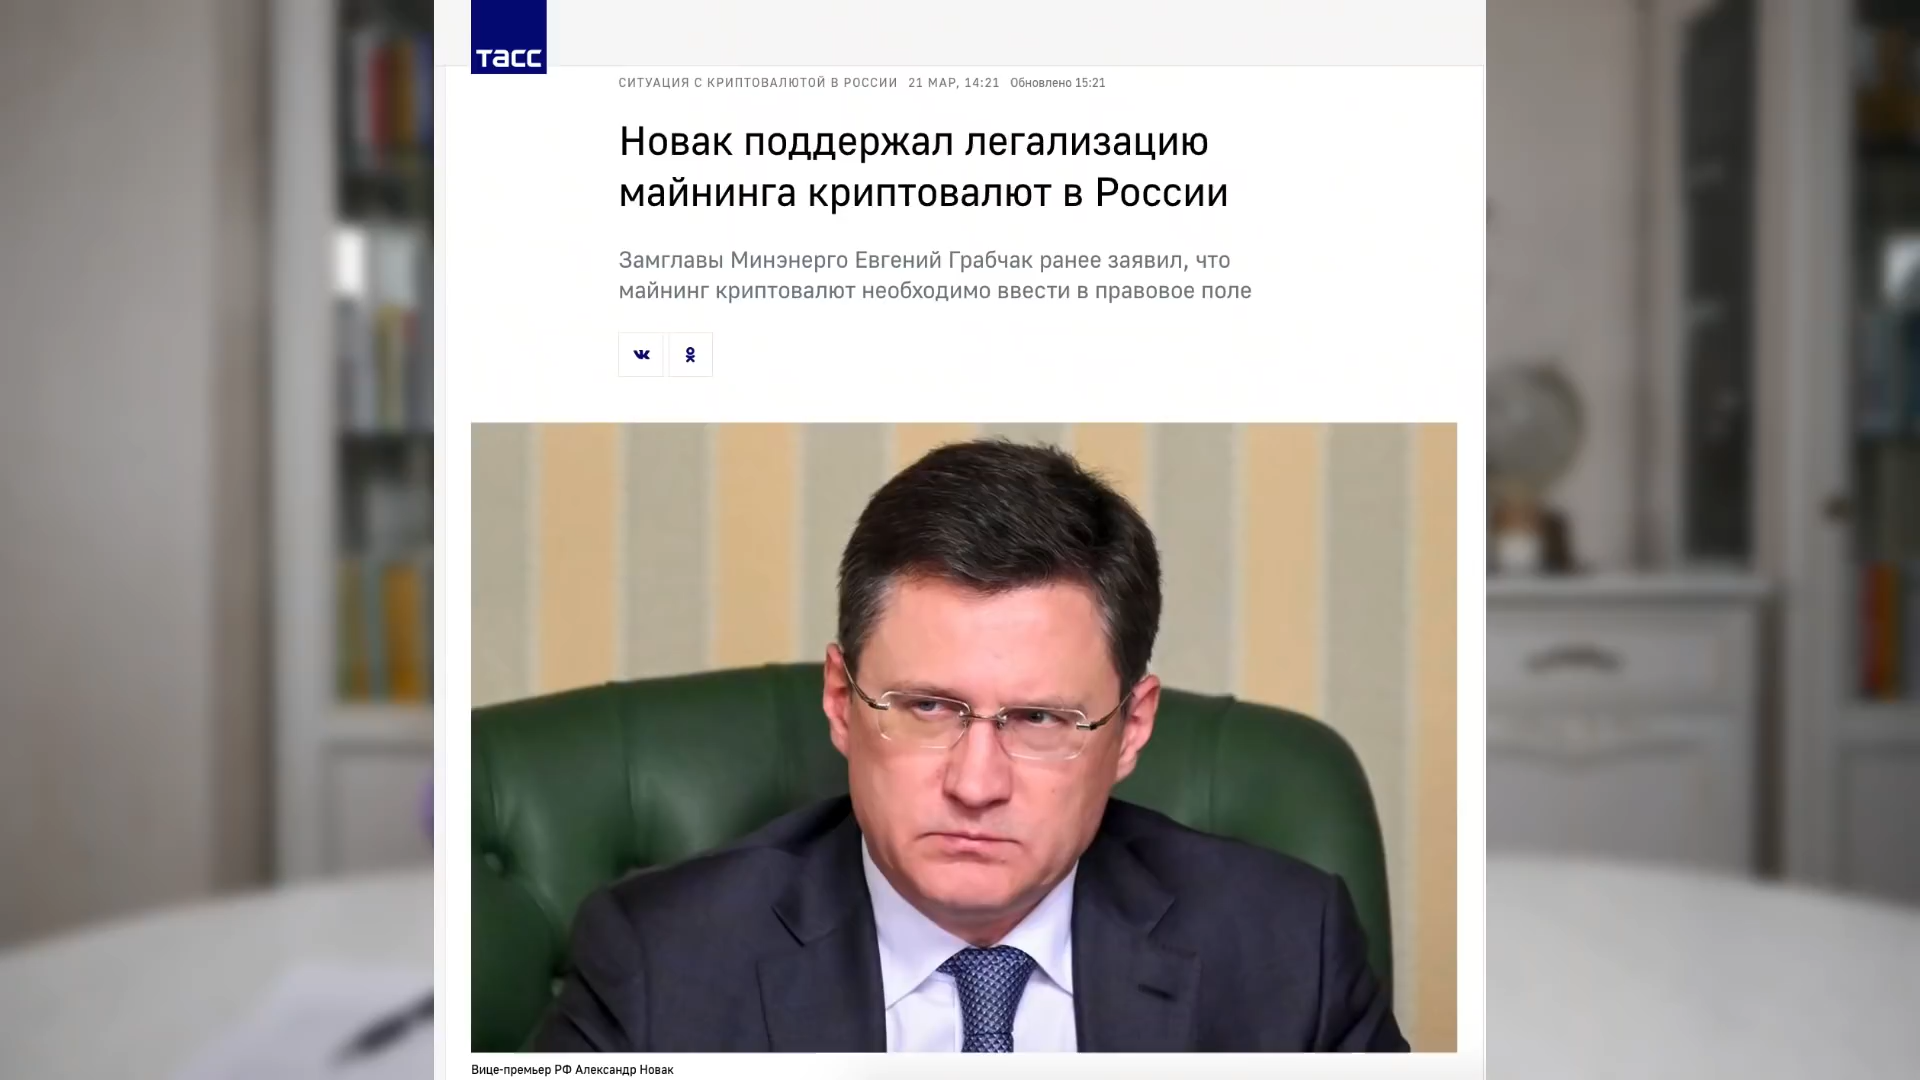 тасс
СИТУАЦИЯ С КРИПТОВАЛЮТОЙ В РОССИИ 21 МАР, 14:21 Обновлено 15:21
Новак поддержал легализацию
майнинга криптовалют в России
Замглавы Минэнерго Евгений Грабчак ранее заявил, что
майнинг криптовалют необходимо ввести в правовое поле
Вице-премьер РФ Александр Новак